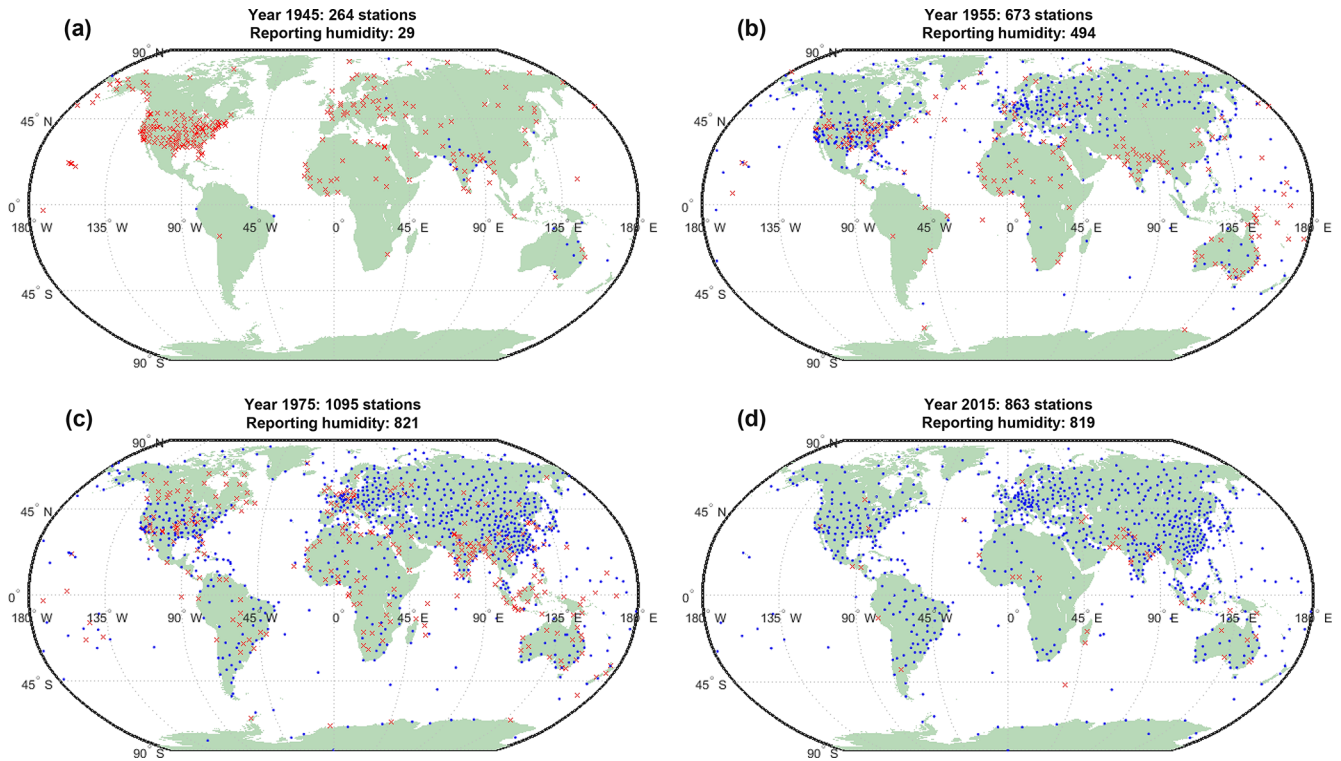 (a)
Year 1945: 264 stations
Reporting humidity: 29
90° N
45° N
0°
180° W 135° W 90° W 45° W 0° 45° E 90° E 135° E 180° E
45° S
90° S
(b)
Year 1955: 673 stations
Reporting humidity: 494
90° N
45° N
0°
180° W 135° W 90° W 45° W 0° 45° E 90° E 135° E 180° E
45° S
90° S
(c)
Year 1975: 1095 stations
Reporting humidity: 821
90° N
45° N
0°
180° W 135° W 90° W 45° W 0° 45° E 90° E 135° E 180° E
45° S
90° S
(d)
Year 2015: 863 stations
Reporting humidity: 819
90° N
45° N
0°
180° W 135° W 90° W 45° W 0° 45° E 90° E 135° E 180° E
45° S
90° S